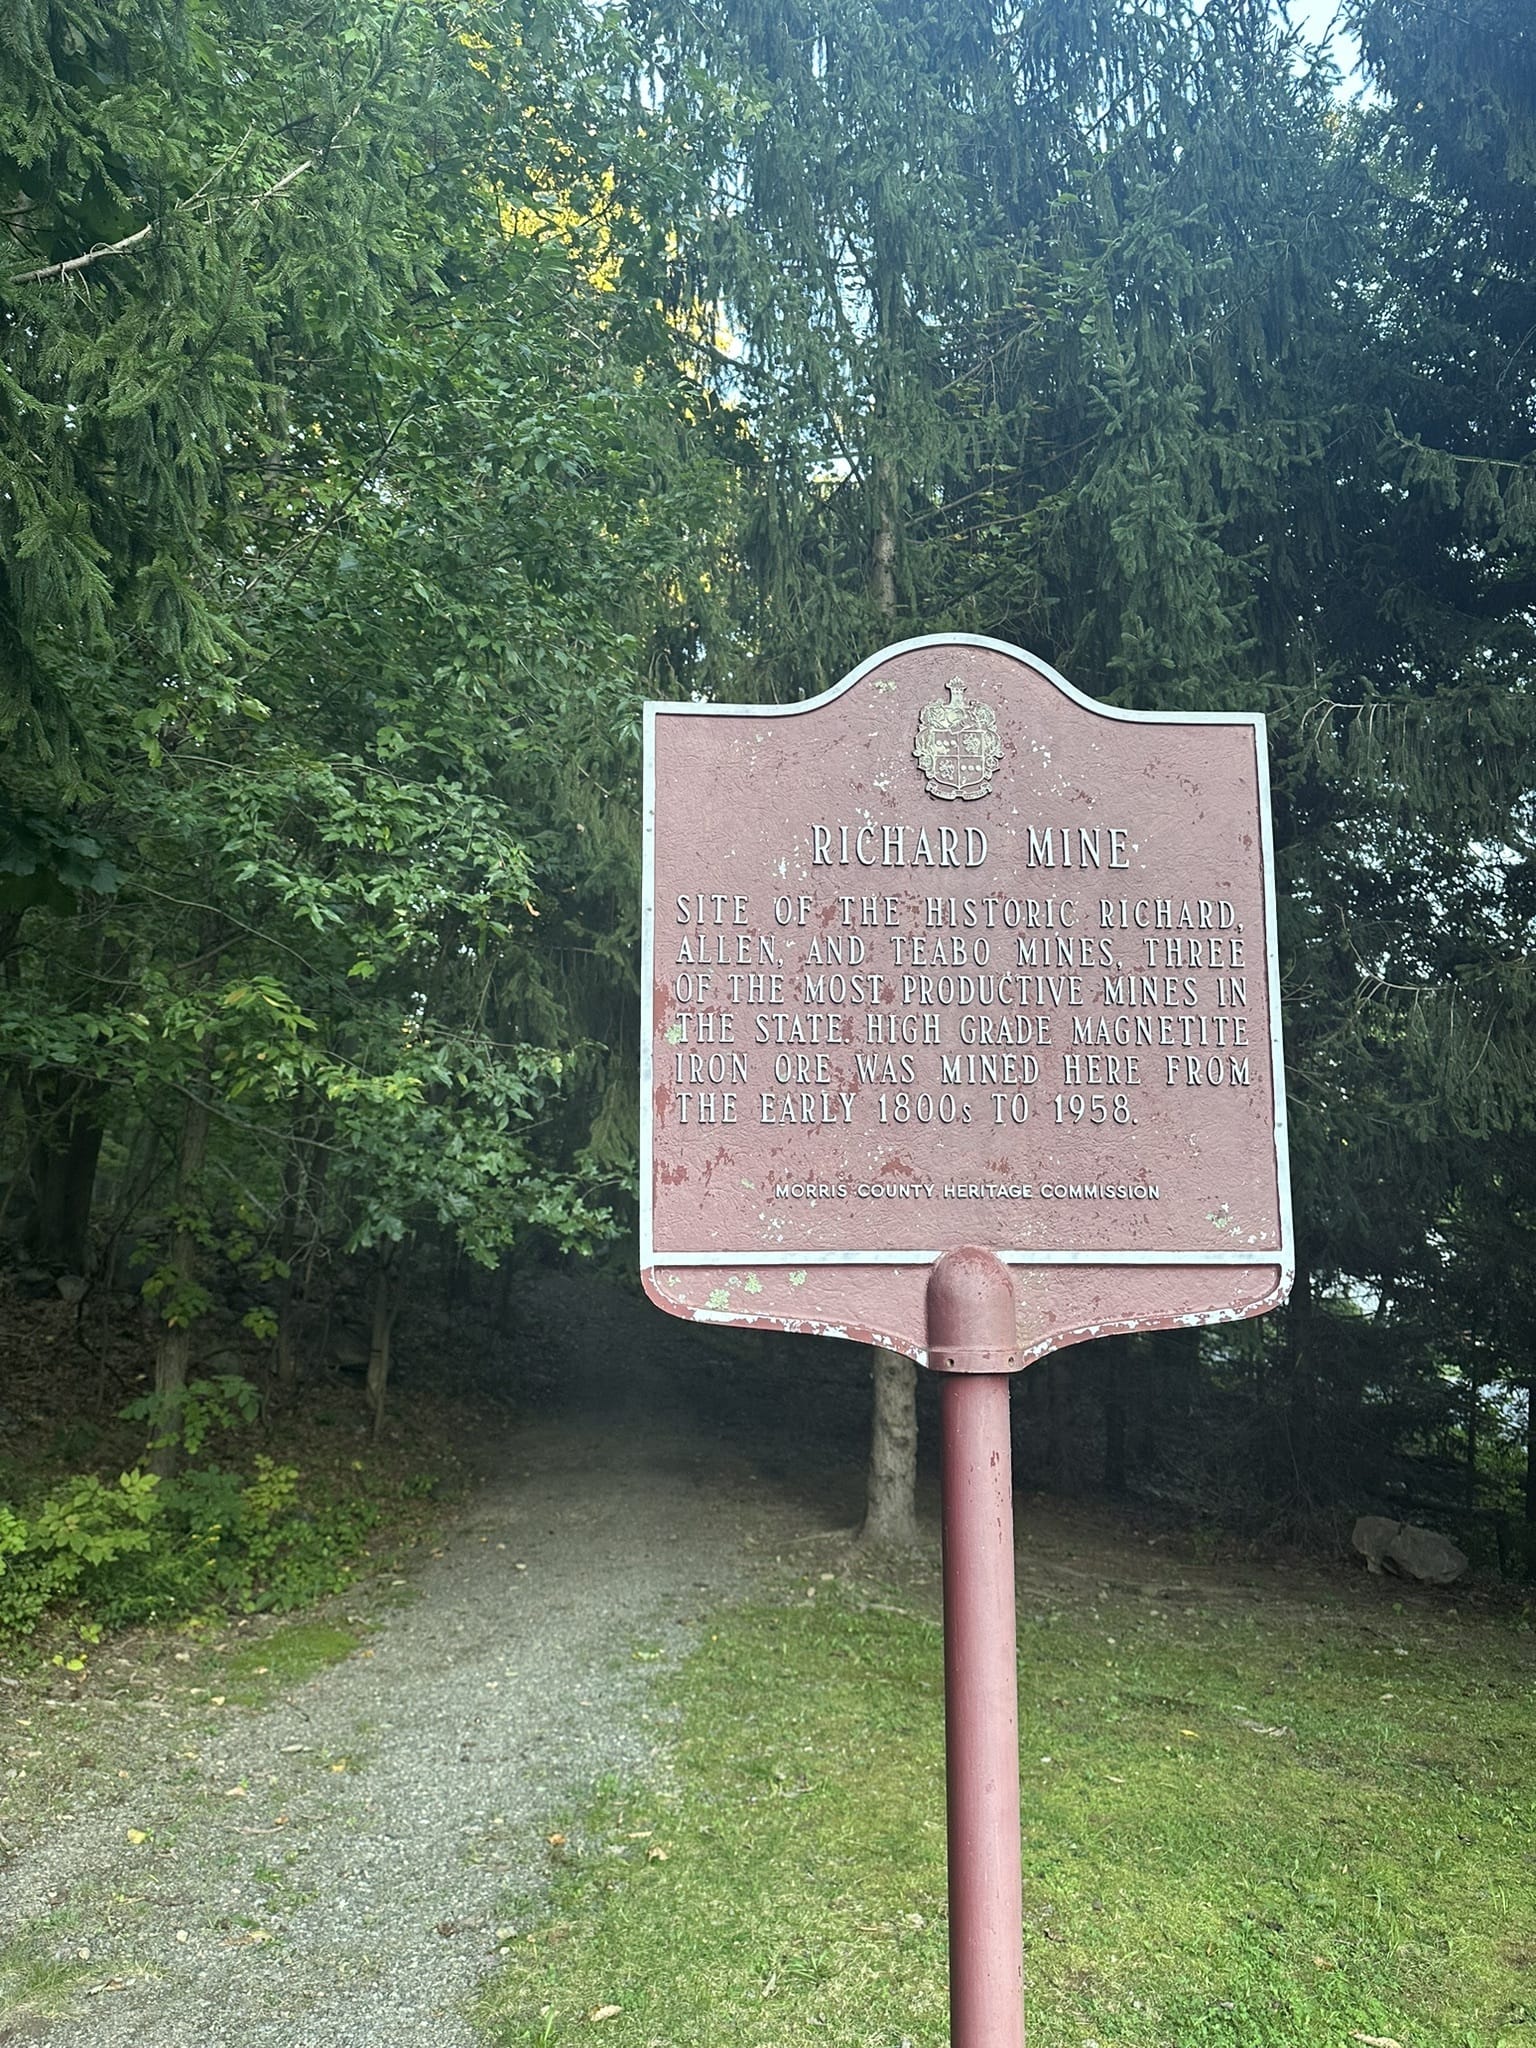 RICHARD MINE
SITE OF THE HISTORIC RICHARD,
ALLEN, AND TEABO MINES, THREE
OF THE MOST PRODUCTIVE MINES IN
THE STATE. HIGH GRADE MAGNETITE
IRON ORE WAS MINED HERE FROM
THE EARLY 1800s TO 1958.
MORRIS COUNTY HERITAGE COMMISSION